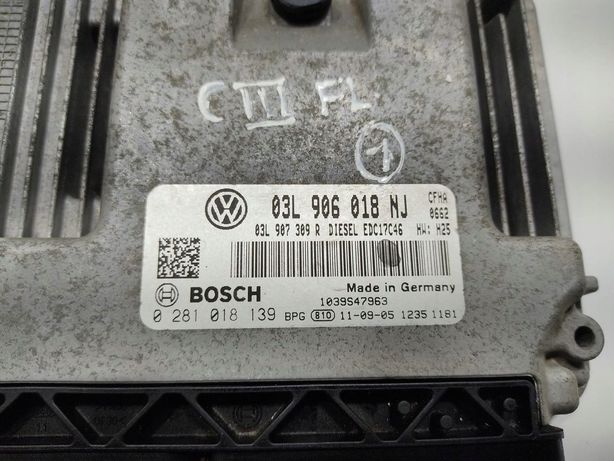 C III FL
1
03L 906 018 NJ
CFHA
0662
03L 907 309 R DIESEL EDC17C46 HW: H25
BOSCH
Made in Germany
1039S47963
0 281 018 139 BPG 810 11-09-05 1235 1181